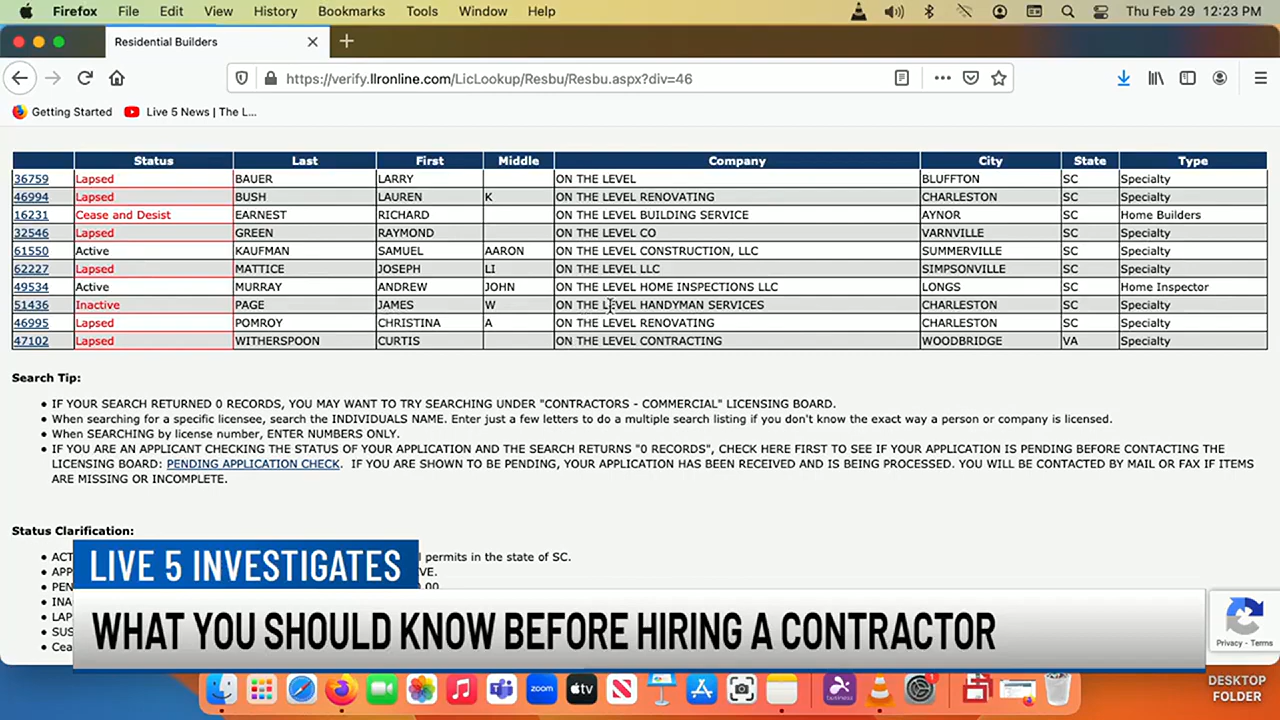 Firefox File Edit View History Bookmarks Tools Window Help Thu Feb 29 12:23 PM
Residential Builders
https://verify.llronline.com/LicLookup/Resbu/Resbu.aspx?div=46
Getting Started Live 5 News | The L...
Status Last First Middle Company City State Type
36759 Lapsed BAUER LARRY ON THE LEVEL BLUFFTON SC Specialty
46994 Lapsed BUSH LAUREN K ON THE LEVEL RENOVATING CHARLESTON SC Specialty
16231 Cease and Desist EARNEST RICHARD ON THE LEVEL BUILDING SERVICE AYNOR SC Home Builders
32546 Lapsed GREEN RAYMOND ON THE LEVEL CO VARNVILLE SC Specialty
61550 Active KAUFMAN SAMUEL AARON ON THE LEVEL CONSTRUCTION, LLC SUMMERVILLE SC Specialty
62227 Lapsed MATTICE JOSEPH LI ON THE LEVEL LLC SIMPSONVILLE SC Specialty
49534 Active MURRAY ANDREW JOHN ON THE LEVEL HOME INSPECTIONS LLC LONGS SC Home Inspector
51436 Inactive PAGE JAMES W ON THE LEVEL HANDYMAN SERVICES CHARLESTON SC Specialty
46995 Lapsed POMROY CHRISTINA A ON THE LEVEL RENOVATING CHARLESTON SC Specialty
47102 Lapsed WITHERSPOON CURTIS ON THE LEVEL CONTRACTING WOODBRIDGE VA Specialty
Search Tip:
• IF YOUR SEARCH RETURNED 0 RECORDS, YOU MAY WANT TO TRY SEARCHING UNDER "CONTRACTORS - COMMERCIAL" LICENSING BOARD.
• When searching for a specific licensee, search the INDIVIDUALS NAME. Enter just a few letters to do a multiple search listing if you don't know the exact way a person or company is licensed.
• When SEARCHING by license number, ENTER NUMBERS ONLY.
• IF YOU ARE AN APPLICANT CHECKING THE STATUS OF YOUR APPLICATION AND THE SEARCH RETURNS "0 RECORDS", CHECK HERE FIRST TO SEE IF YOUR APPLICATION IS PENDING BEFORE CONTACTING THE
LICENSING BOARD: PENDING APPLICATION CHECK. IF YOU ARE SHOWN TO BE PENDING, YOUR APPLICATION HAS BEEN RECEIVED AND IS BEING PROCESSED. YOU WILL BE CONTACTED BY MAIL OR FAX IF ITEMS
ARE MISSING OR INCOMPLETE.
Status Clarification:
• ACT l permits in the state of SC.
• APP VE.
• PEN 0.00
• INA
• LAP
• SUS
• Cea
LIVE 5 INVESTIGATES
WHAT YOU SHOULD KNOW BEFORE HIRING A CONTRACTOR
Privacy - Terms
zoom
tv
business
DESKTOP
FOLDER